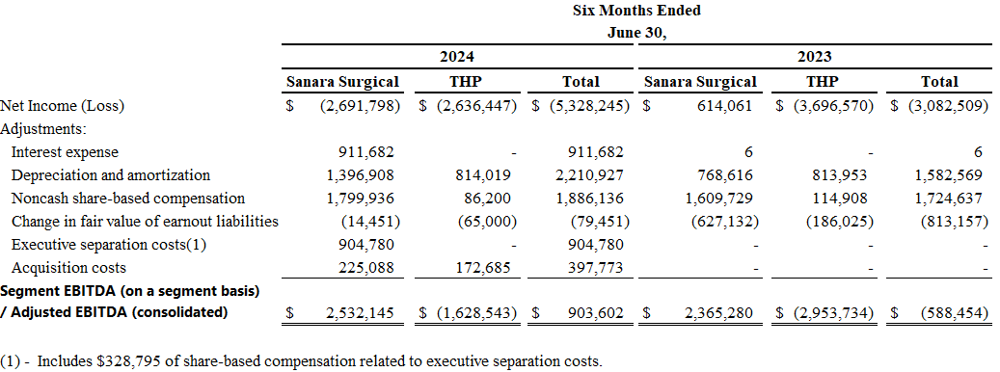 Six Months Ended
June 30,
2024 2023
Sanara Surgical THP Total Sanara Surgical THP Total
Net Income (Loss) $ (2,691,798) $ (2,636,447) $ (5,328,245) $ 614,061 $ (3,696,570) $ (3,082,509)
Adjustments:
Interest expense 911,682 - 911,682 6 - 6
Depreciation and amortization 1,396,908 814,019 2,210,927 768,616 813,953 1,582,569
Noncash share-based compensation 1,799,936 86,200 1,886,136 1,609,729 114,908 1,724,637
Change in fair value of earnout liabilities (14,451) (65,000) (79,451) (627,132) (186,025) (813,157)
Executive separation costs(1) 904,780 - 904,780 - - -
Acquisition costs 225,088 172,685 397,773 - - -
Segment EBITDA (on a segment basis)
/ Adjusted EBITDA (consolidated) $ 2,532,145 $ (1,628,543) $ 903,602 $ 2,365,280 $ (2,953,734) $ (588,454)
(1) - Includes $328,795 of share-based compensation related to executive separation costs.